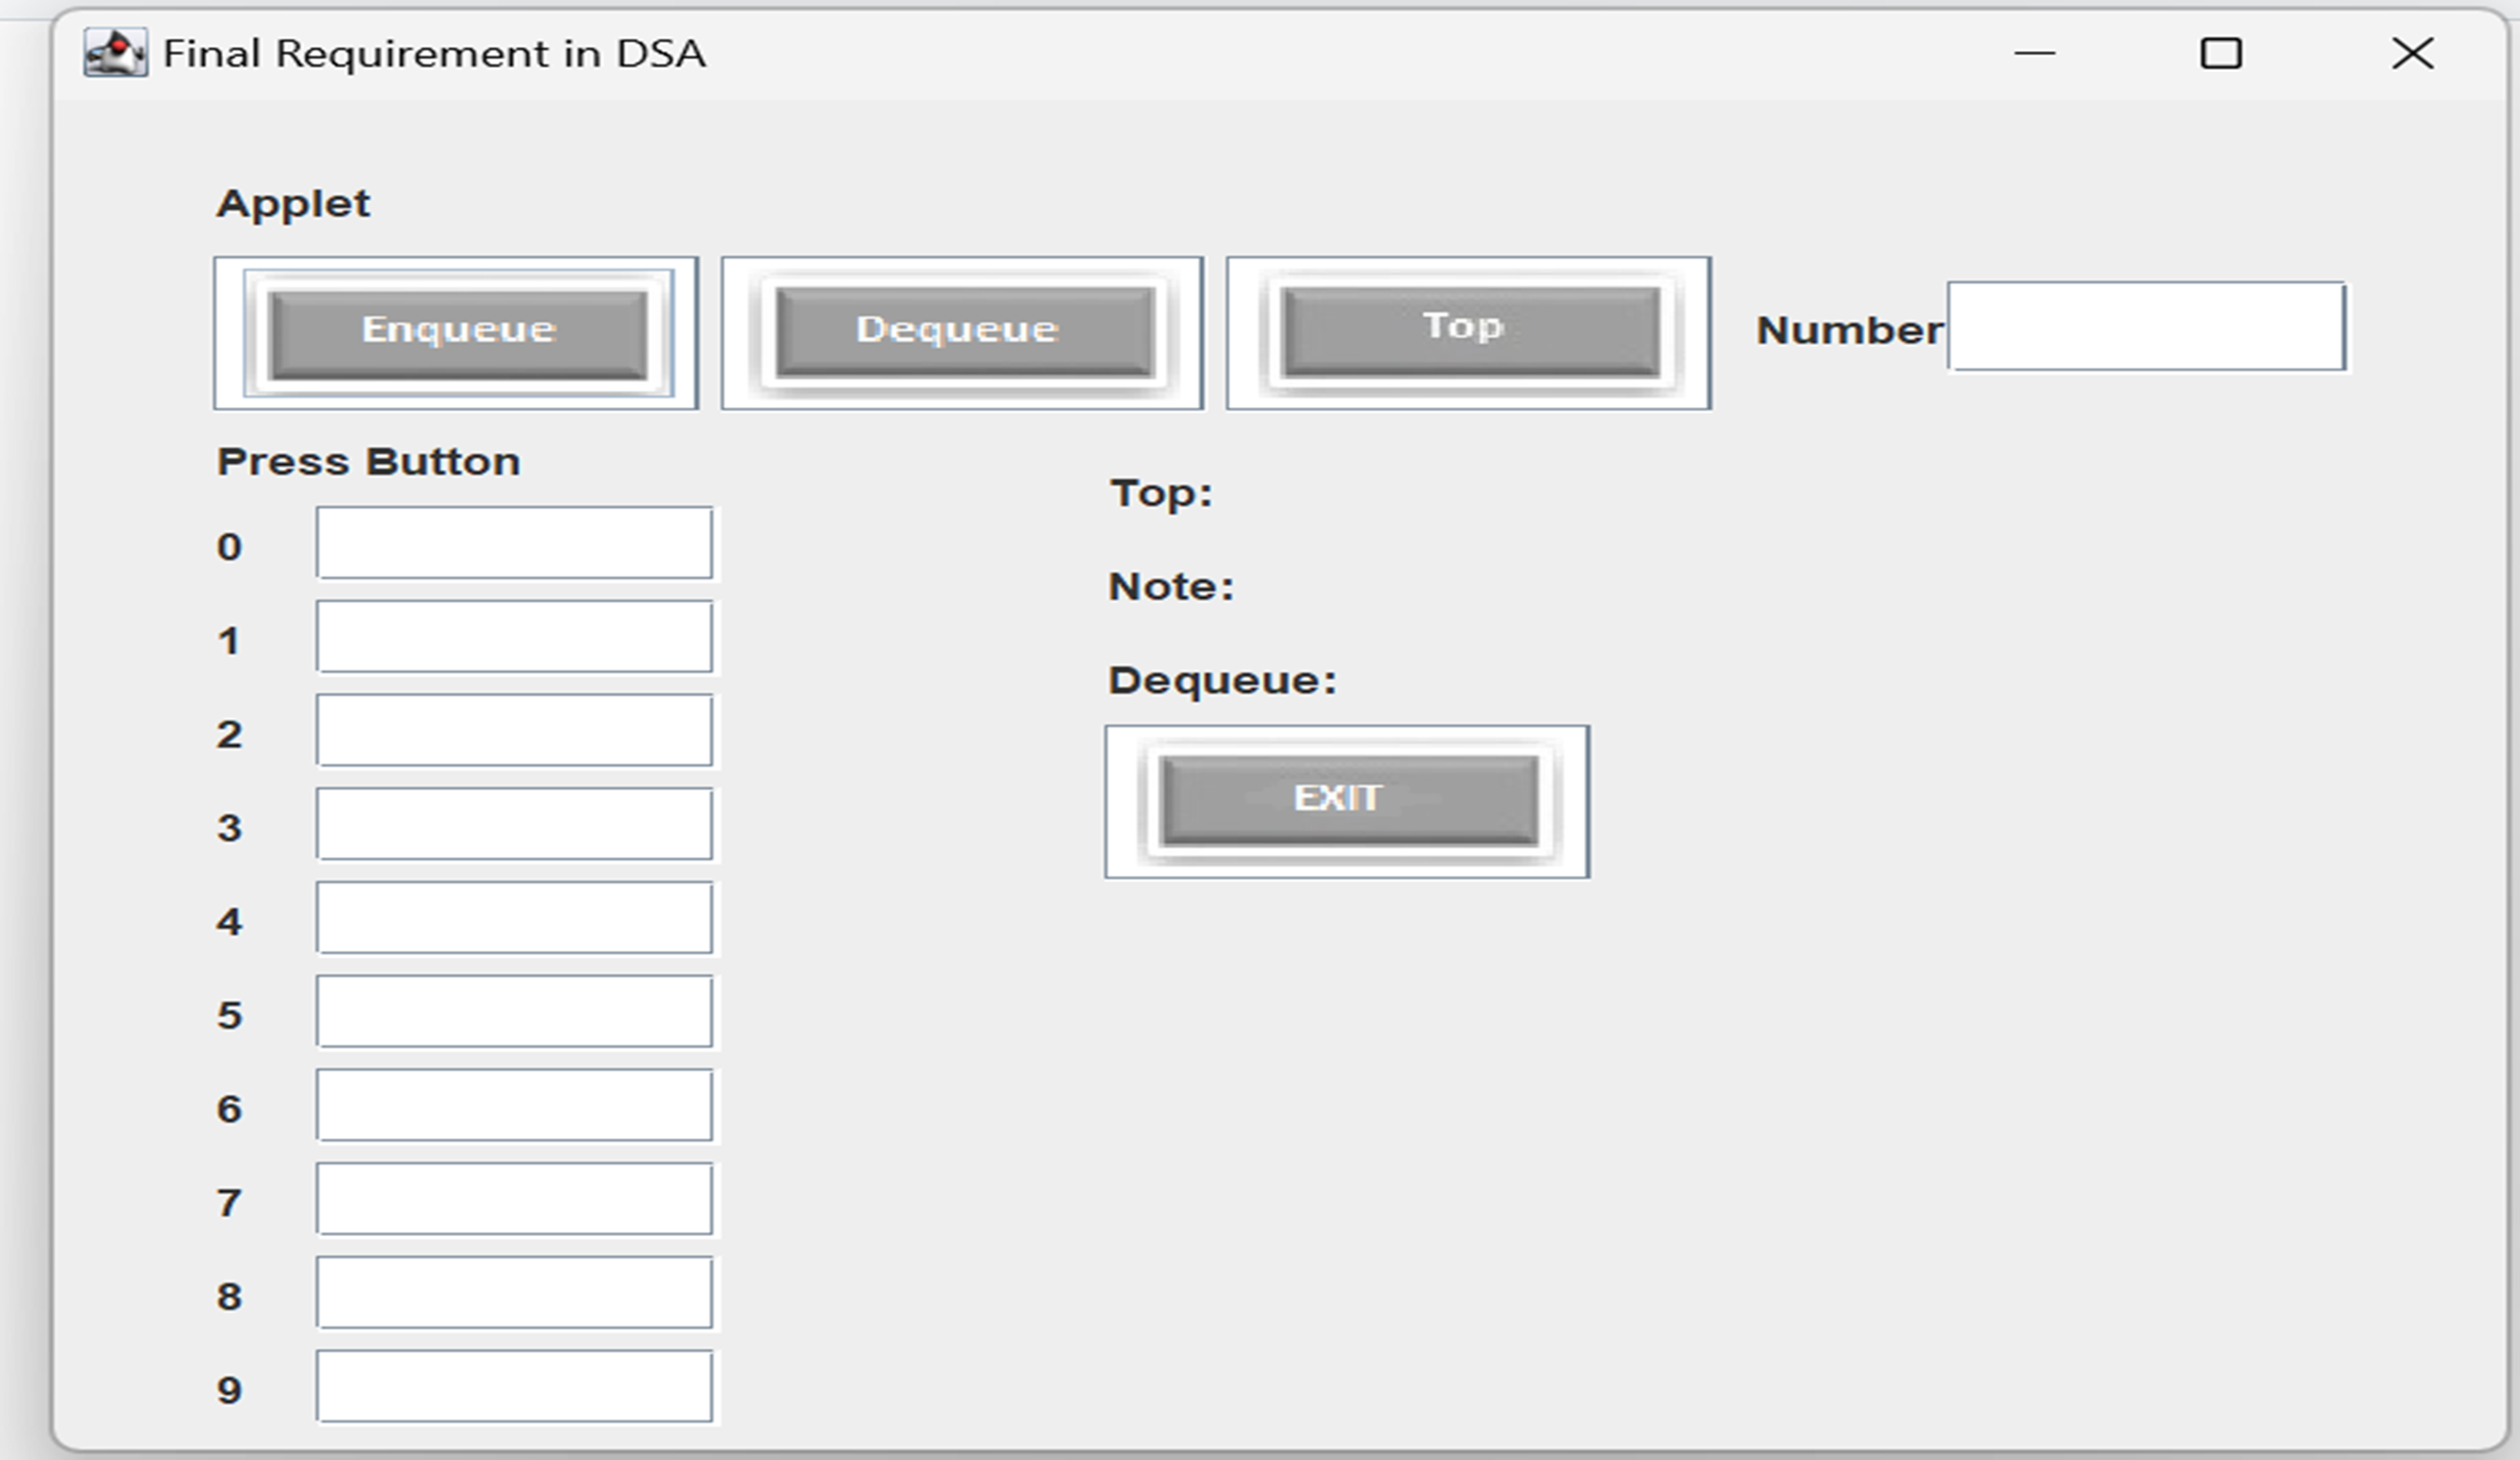 Final Requirement in DSA
Applet
Enqueue Dequeue Top Number
Press Button
Top:
0
Note:
1
Dequeue:
2
EXIT
3
4
5
6
7
8
9